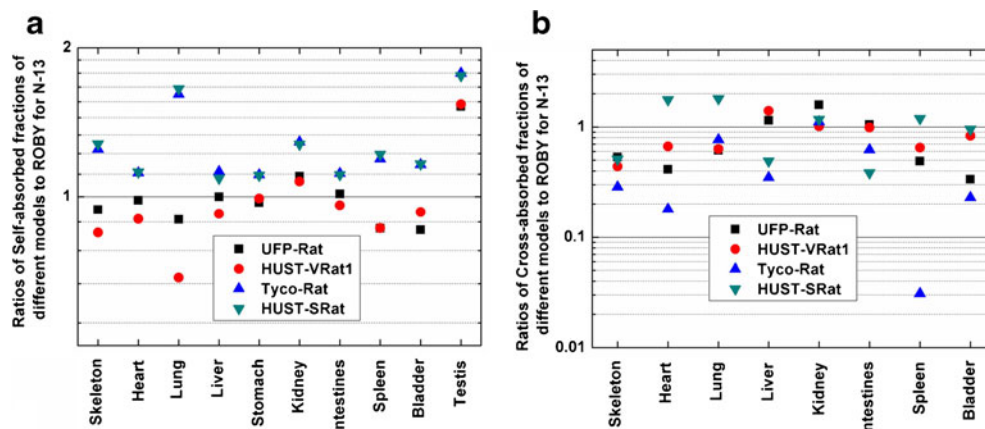 a
Ratios of Self-absorbed fractions of
different models to ROBY for N-13
2
1
UFP-Rat
HUST-VRat1
Tyco-Rat
HUST-SRat
Skeleton
Heart
Lung
Liver
Stomach
Kidney
ntestines
Spleen
Bladder
Testis
b
Ratios of Cross-absorbed fractions of
different models to ROBY for N-13
1
0.1
0.01
UFP-Rat
HUST-VRat1
Tyco-Rat
HUST-SRat
Skeleton
Heart
Lung
Liver
Kidney
ntestines
Spleen
Bladder